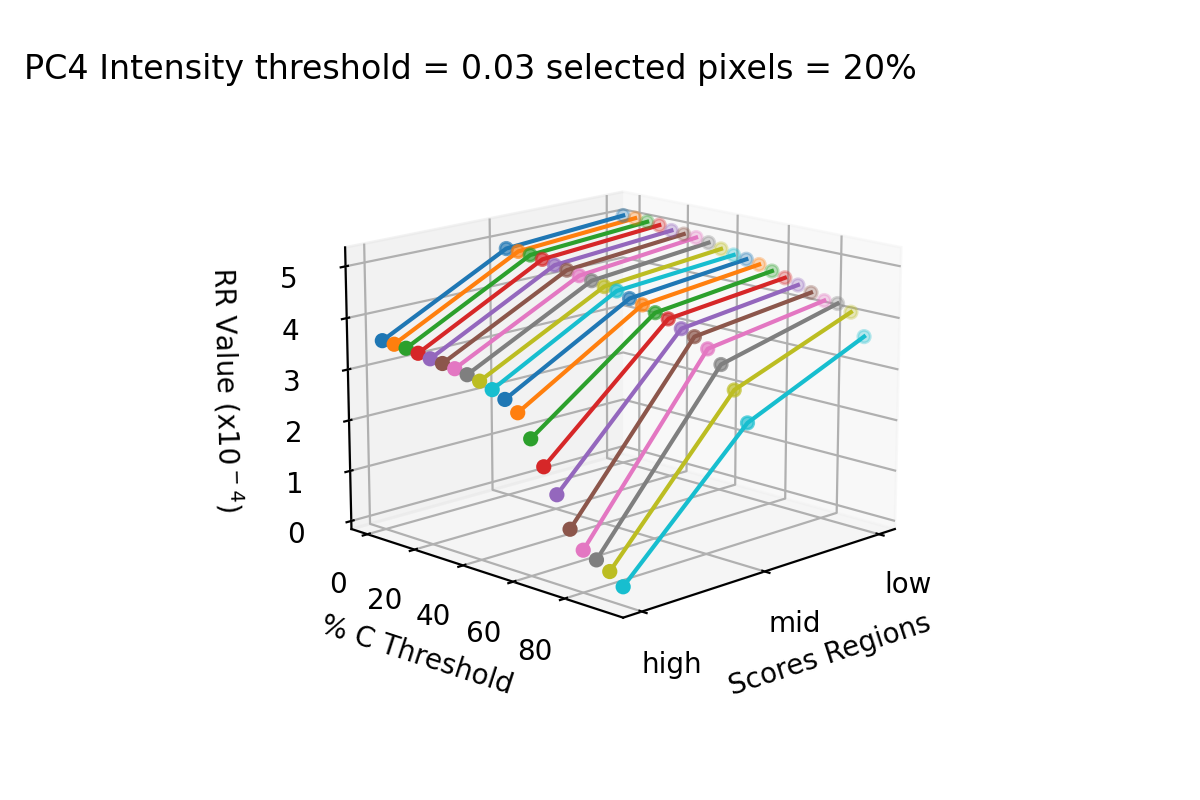 PC4 Intensity threshold = 0.03 selected pixels = 20%
RR Value (x10⁻⁴)
5
4
3
2
1
0
0
20
40
60
80
% C Threshold
high
mid
low
Scores Regions